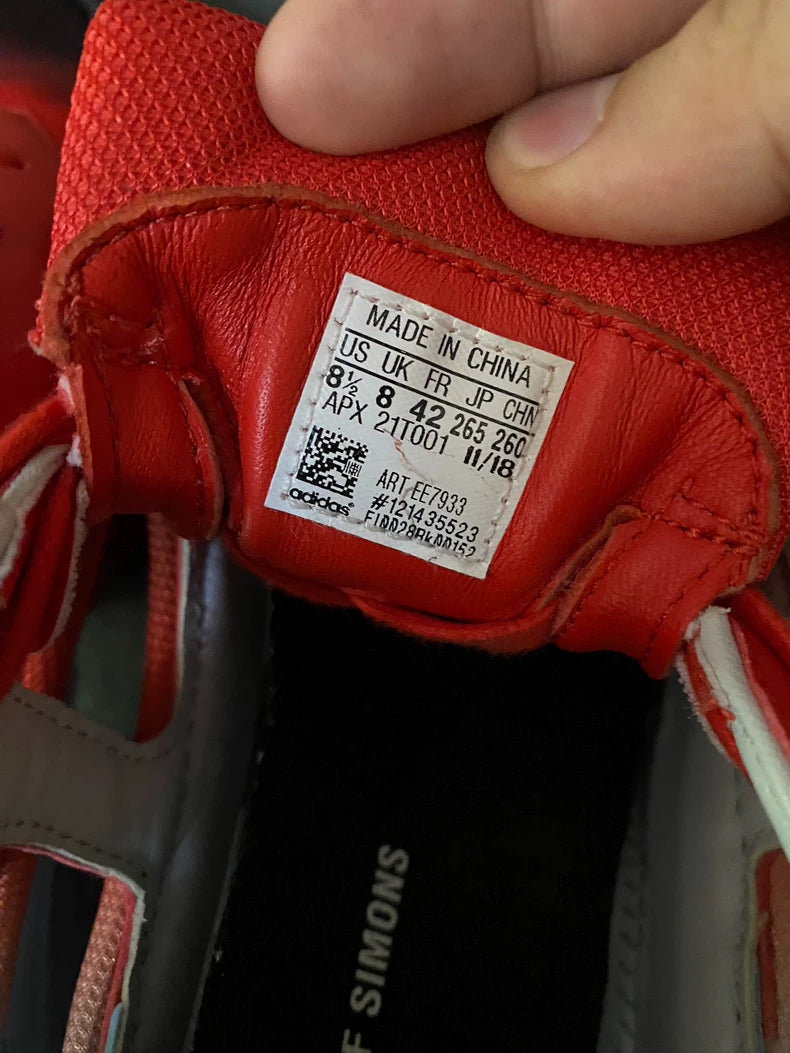 MADE IN CHINA
US UK FR JP CHN
8½ 8 42 265 260
APX 21T001 11/18
ART EE7933
#121435523
adidas
F SIMONS